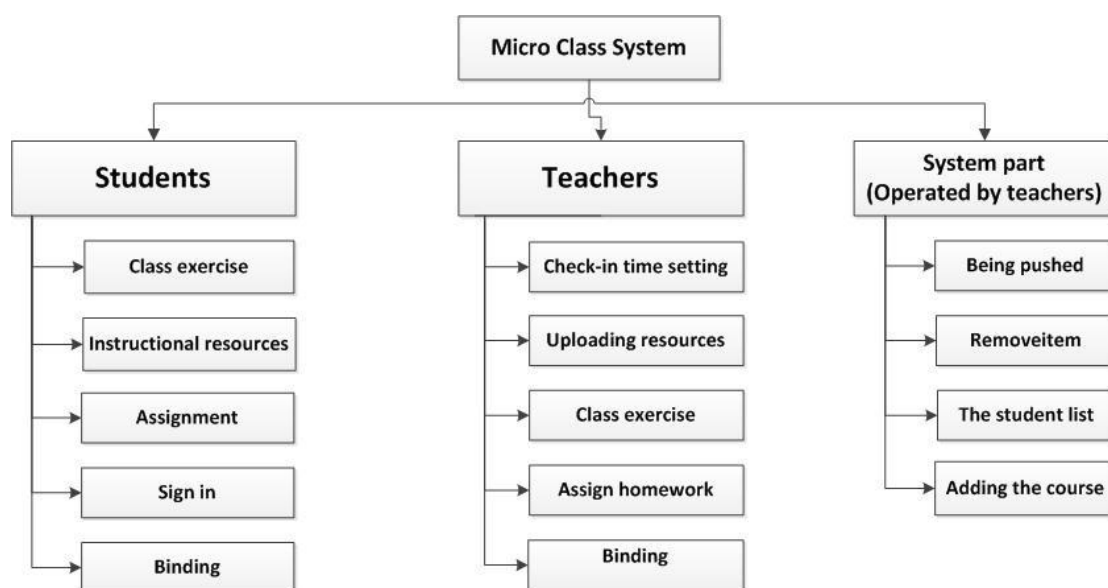 Micro Class System
Students
Class exercise
Instructional resources
Assignment
Sign in
Binding
Teachers
Check-in time setting
Uploading resources
Class exercise
Assign homework
Binding
System part
(Operated by teachers)
Being pushed
Removeitem
The student list
Adding the course